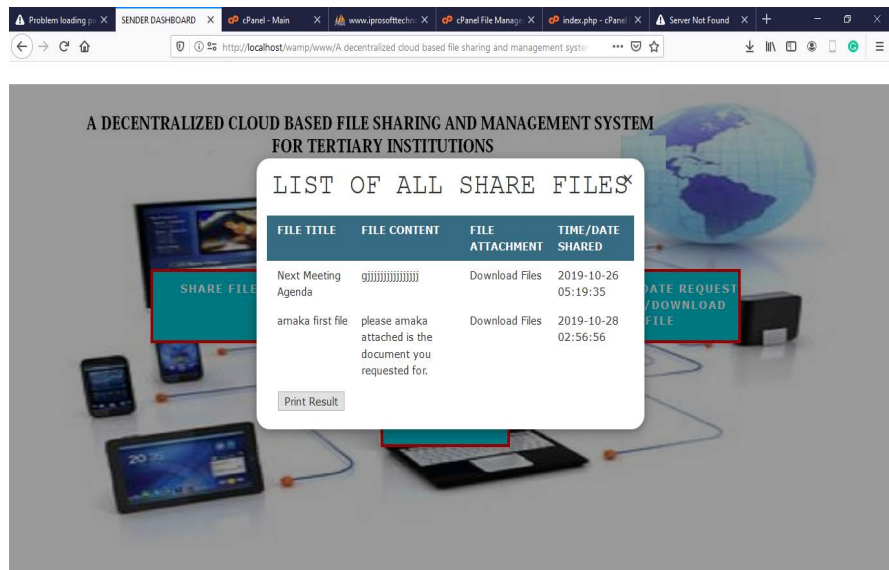 Problem loading pa
SENDER DASHBOARD
cPanel - Main
www.iprosofttechno
cPanel File Manage
index.php - cPanel
Server Not Found
http://localhost/wamp/www/A decentralized cloud based file sharing and management syste
A DECENTRALIZED CLOUD BASED FILE SHARING AND MANAGEMENT SYSTEM
FOR TERTIARY INSTITUTIONS
LIST OF ALL SHARE FILES
FILE TITLE FILE CONTENT FILE ATTACHMENT TIME/DATE SHARED
Next Meeting Agenda Download Files 2019-10-26 05:19:35
amaka first file please amaka attached is the document you requested for. Download Files 2019-10-28 02:56:56
Print Result
SHARE FILE
REQUEST
/DOWNLOAD
FILE
20:35